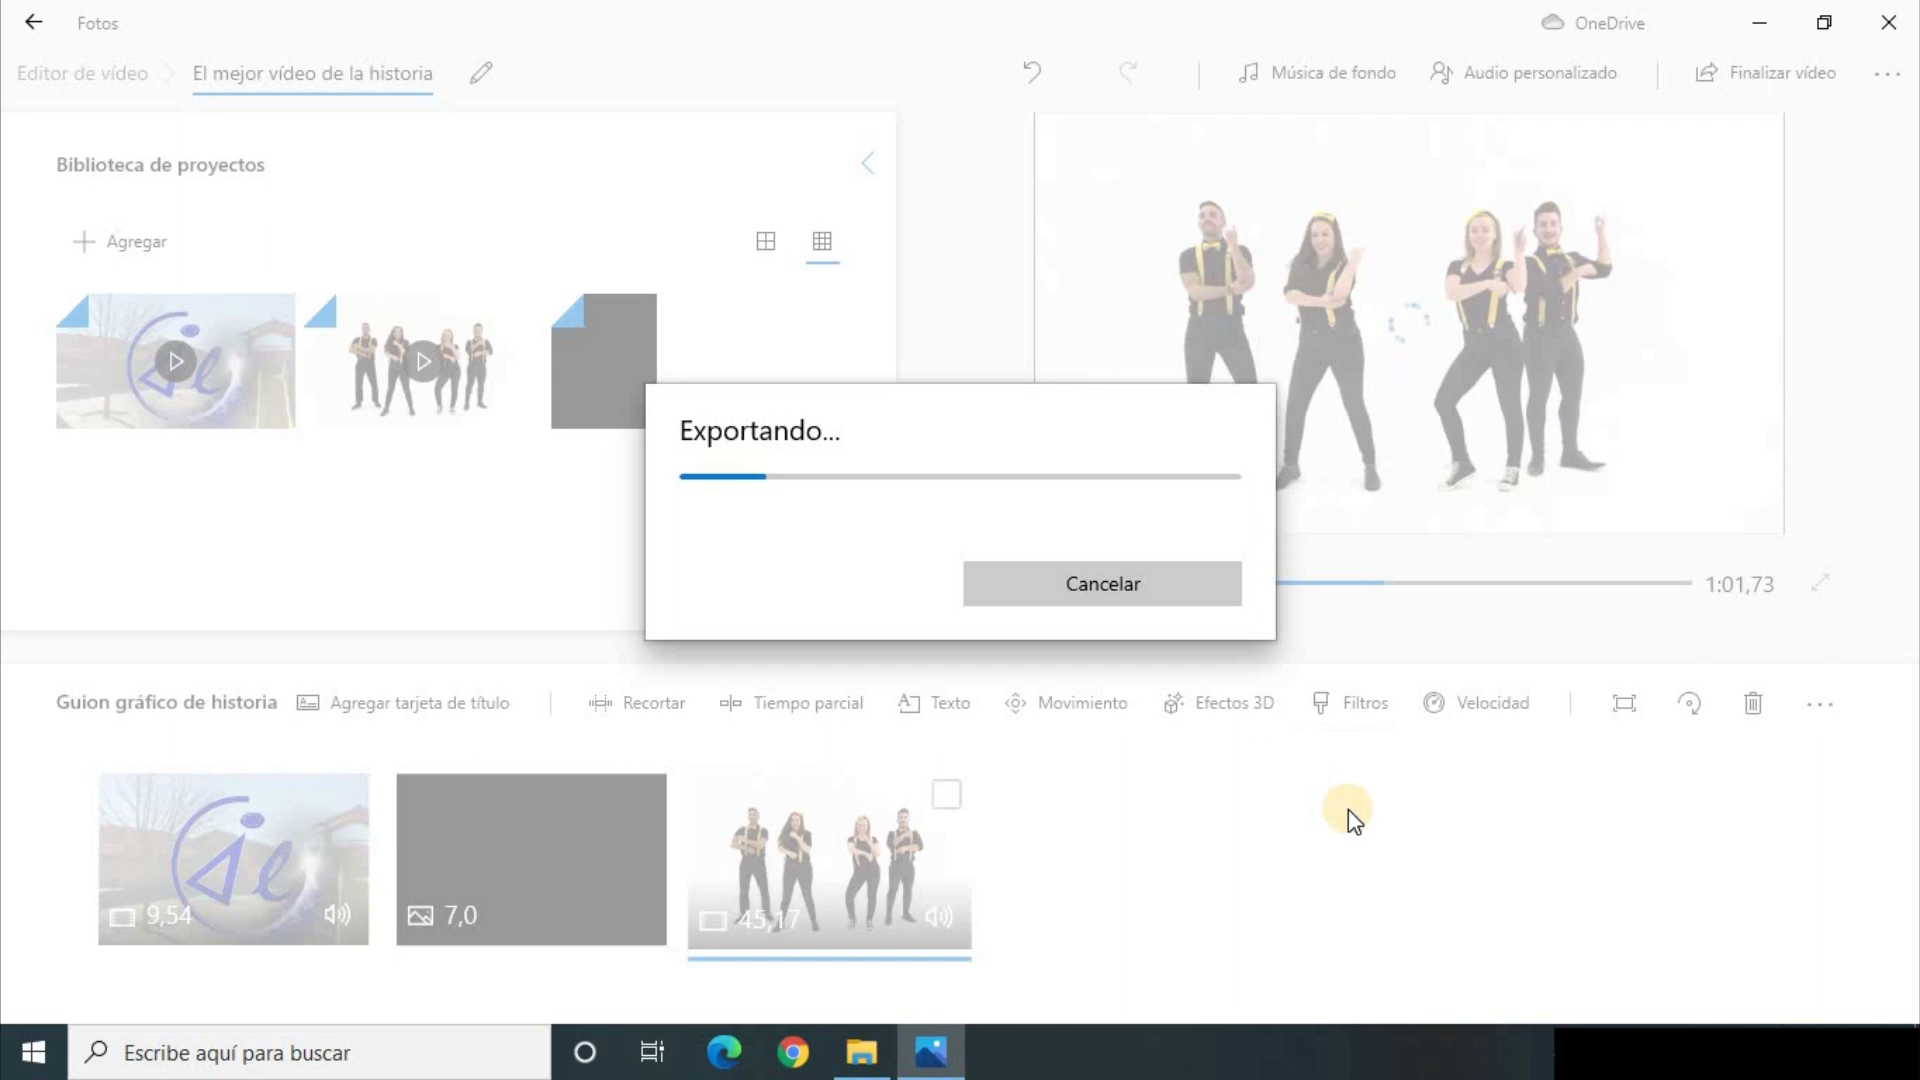 Fotos
OneDrive
Editor de vídeo
El mejor vídeo de la historia
Música de fondo
Audio personalizado
Finalizar vídeo
Biblioteca de proyectos
Agregar
Exportando...
Cancelar
1:01,73
Guion gráfico de historia
Agregar tarjeta de título
Recortar
Tiempo parcial
Texto
Movimiento
Efectos 3D
Filtros
Velocidad
9,54
7,0
45,17
Escribe aquí para buscar